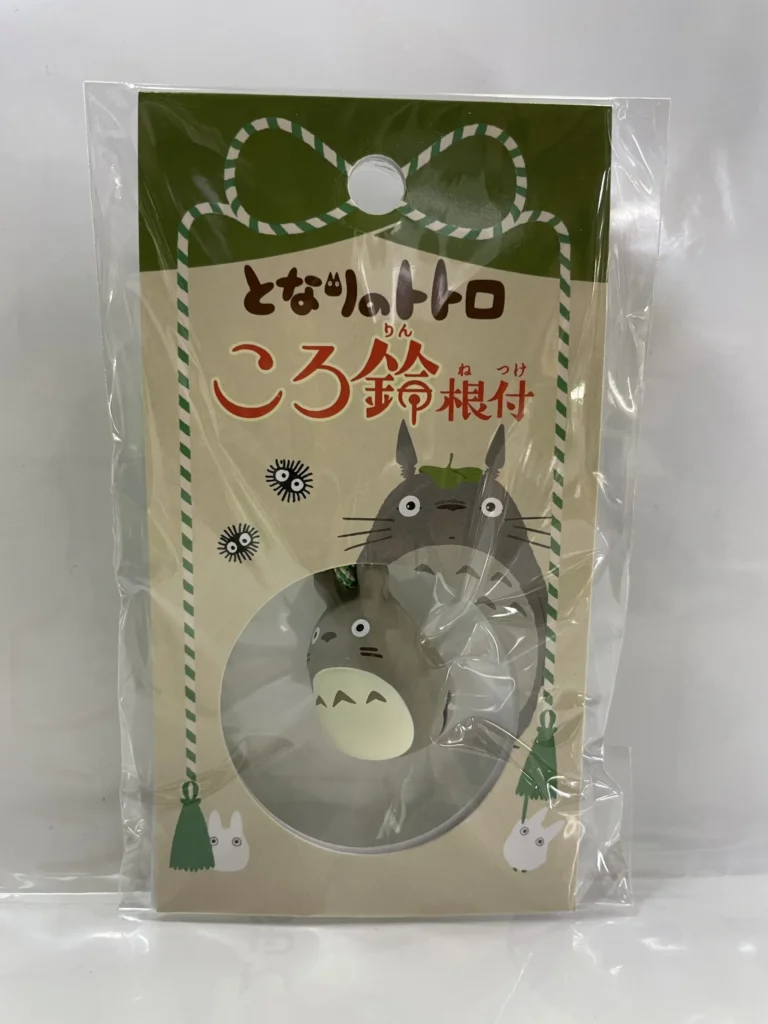 となりのトトロ
りん
ころ鈴根付
ね つけ